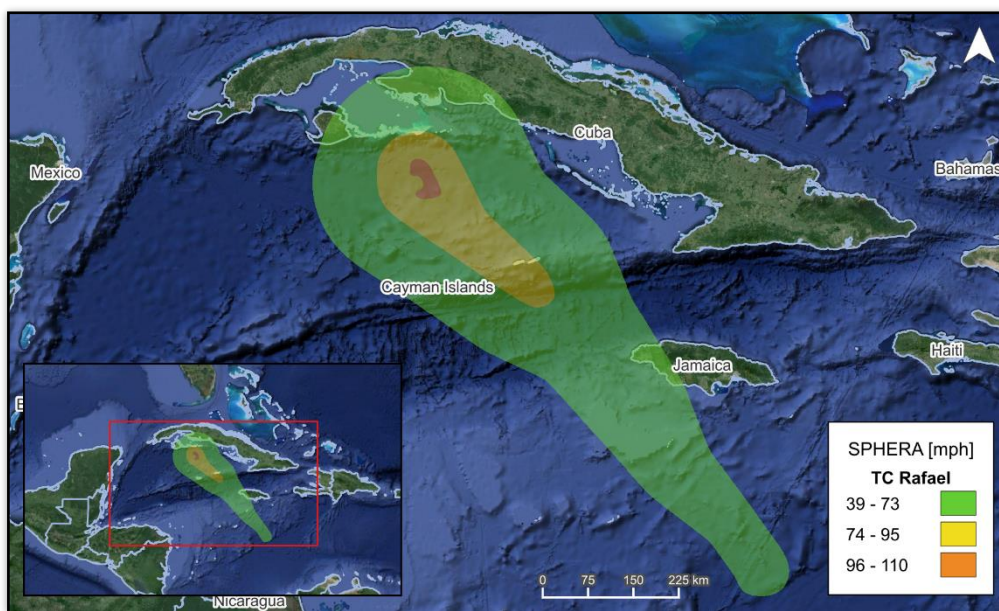 Mexico
Cuba
Bahamas
Cayman Islands
Jamaica
Haiti
B
Nicaragua
SPHERA [mph]
TC Rafael
39 - 73
74 - 95
96 - 110
0 75 150 225 km